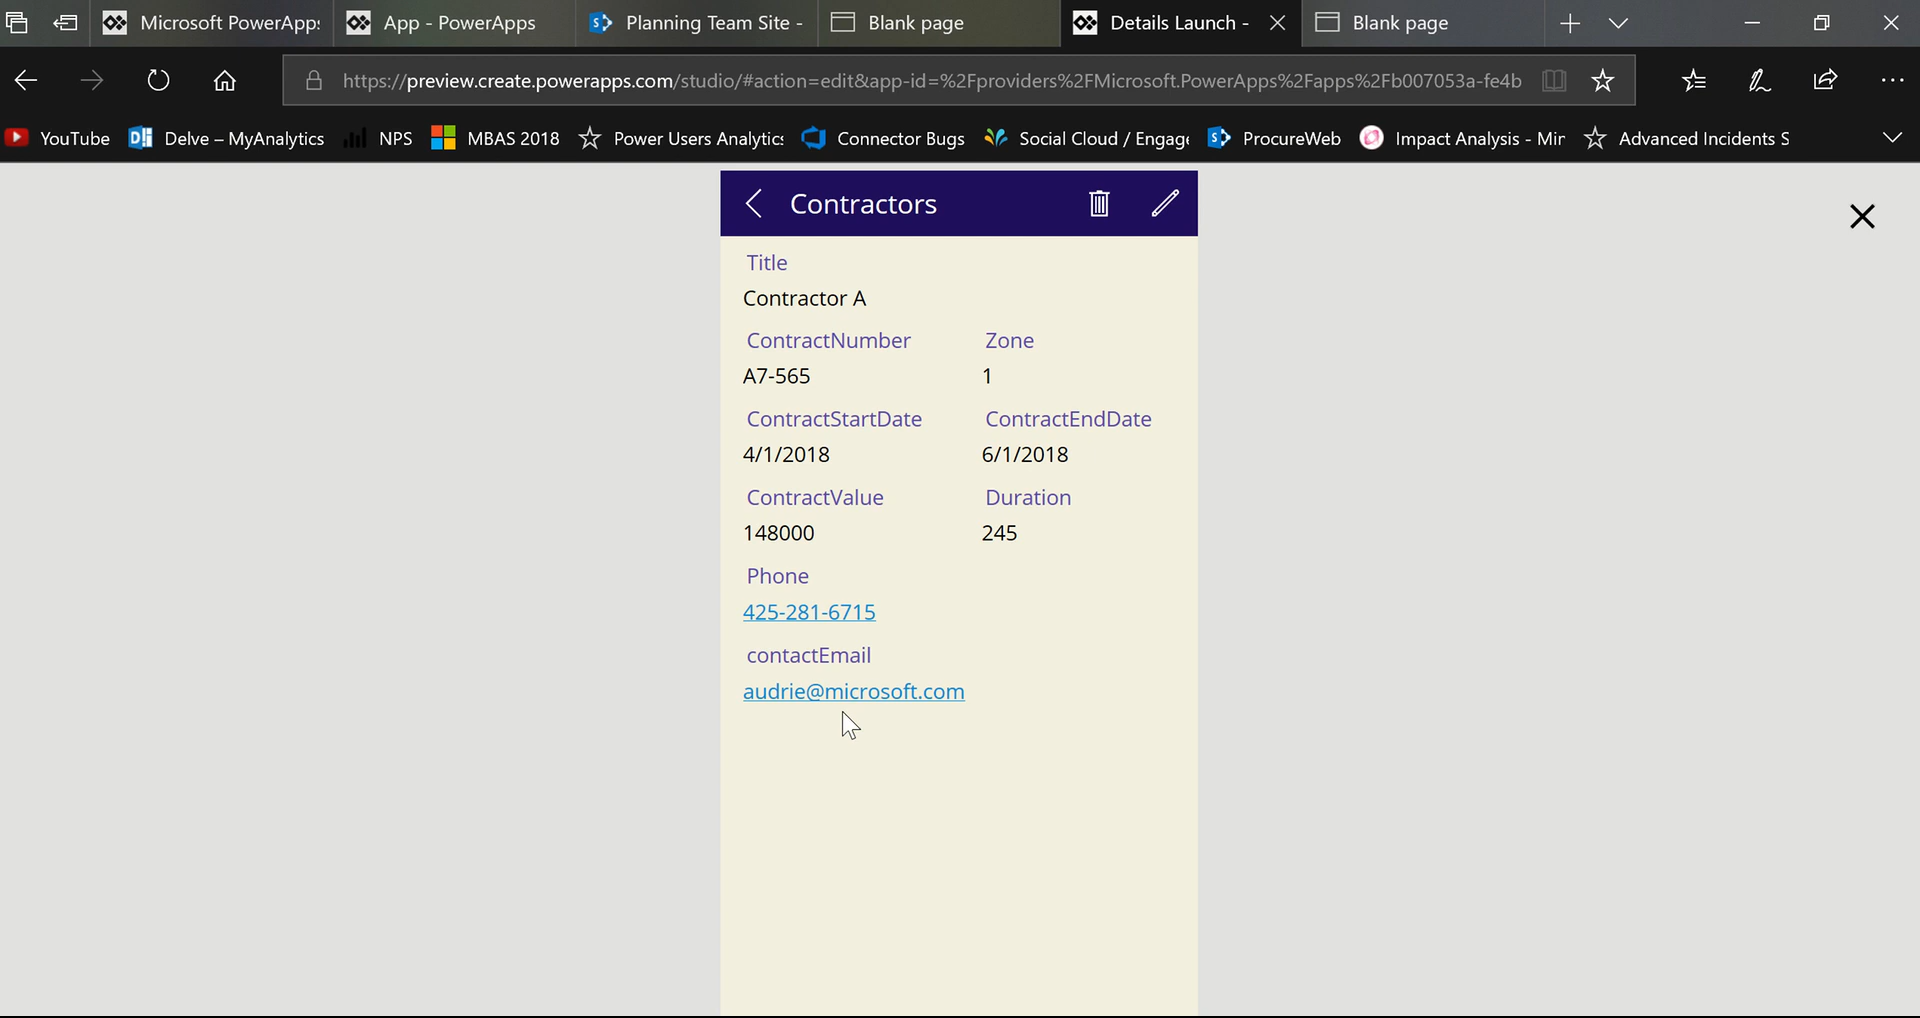 Microsoft PowerApps
App - PowerApps
Planning Team Site -
Blank page
Details Launch -
Blank page
https://preview.create.powerapps.com/studio/#action=edit&app-id=%2Fproviders%2FMicrosoft.PowerApps%2Fapps%2Fb007053a-fe4b
YouTube
Delve – MyAnalytics
NPS
MBAS 2018
Power Users Analytics
Connector Bugs
Social Cloud / Engage
ProcureWeb
Impact Analysis - Mir
Advanced Incidents S
Contractors
Title
Contractor A
ContractNumber Zone
A7-565 1
ContractStartDate ContractEndDate
4/1/2018 6/1/2018
ContractValue Duration
148000 245
Phone
425-281-6715
contactEmail
audrie@microsoft.com